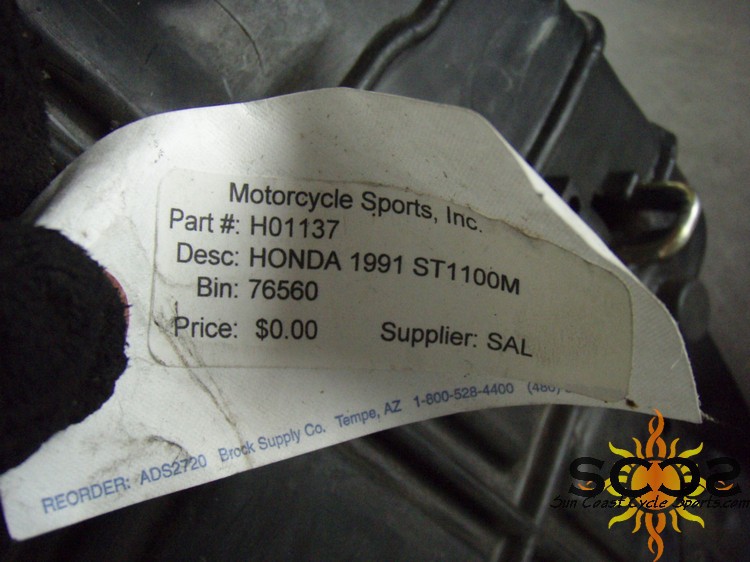 Motorcycle Sports, Inc.
Part #: H01137
Desc: HONDA 1991 ST1100M
Bin: 76560
Price: $0.00 Supplier: SAL
REORDER: ADS2720 Brock Supply Co. Tempe, AZ 1-800-528-4400 (480)
SCCS
Sun Coast Cycle Sports.com